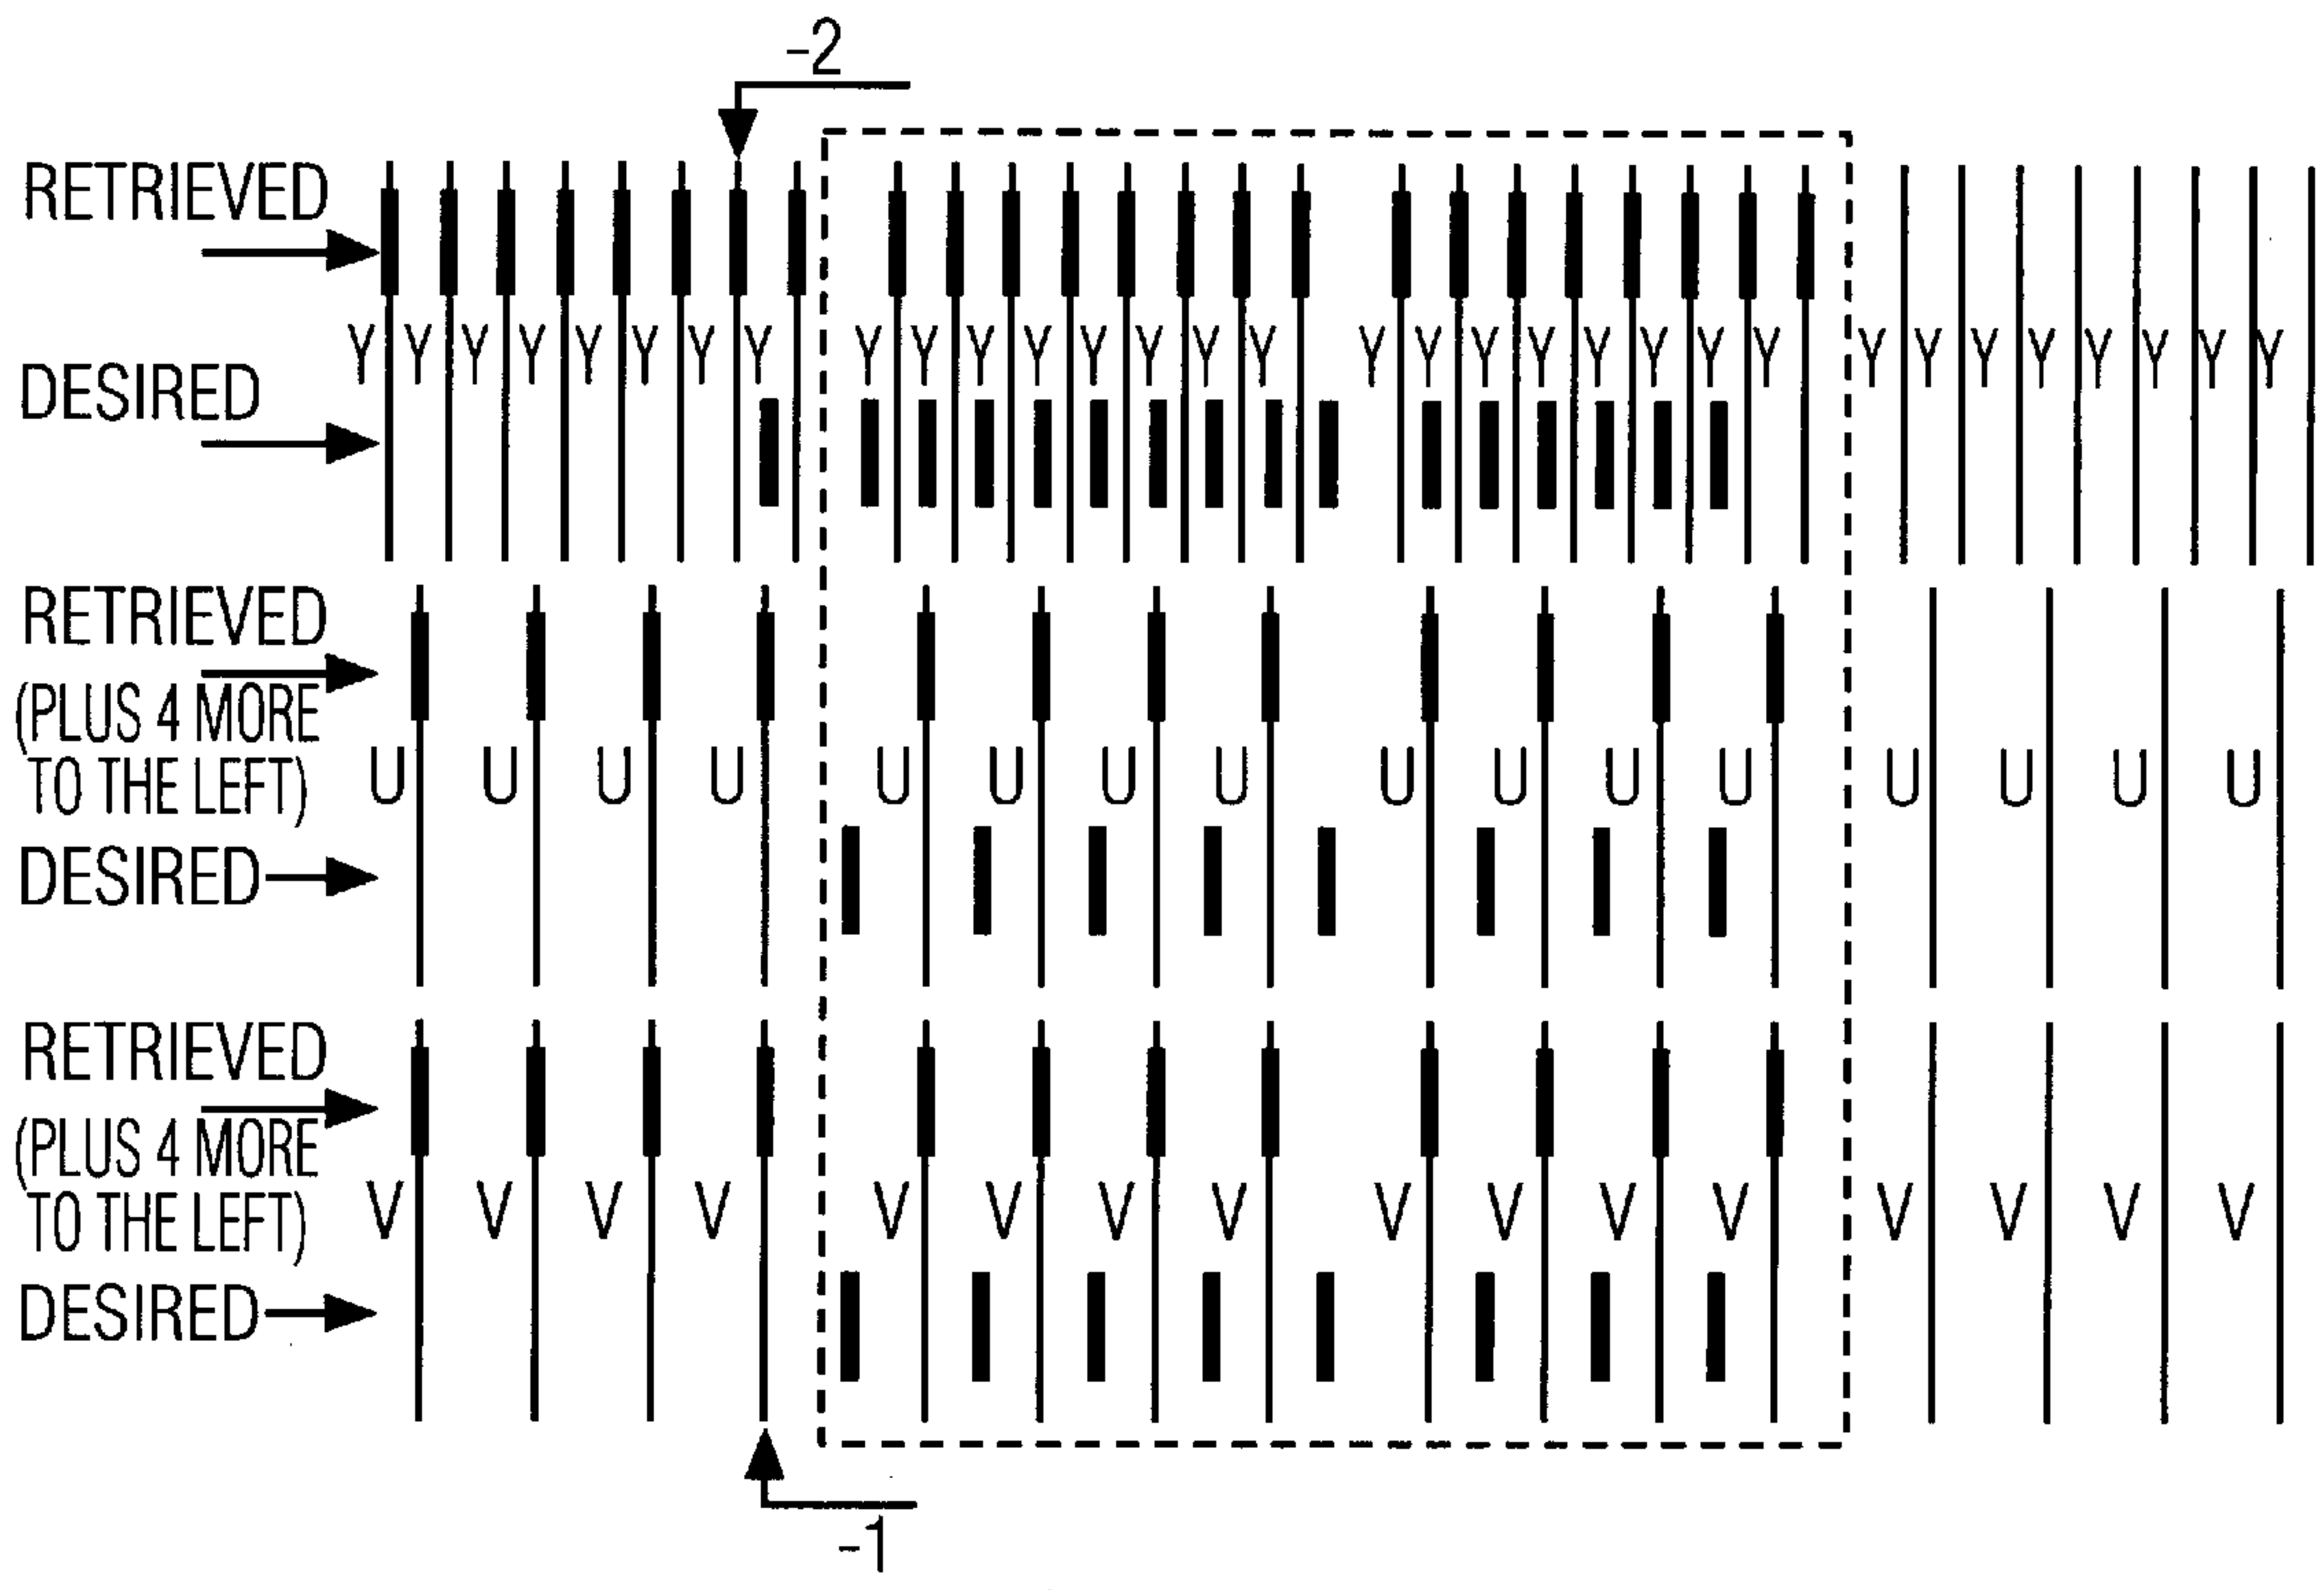 -2
RETRIEVED
Y Y Y Y Y Y Y Y Y Y Y Y Y Y Y Y Y Y Y Y Y Y Y Y Y Y Y Y Y Y Y Y
DESIRED
RETRIEVED
(PLUS 4 MORE
TO THE LEFT)
U U U U U U U U U U U U U U U U
DESIRED
RETRIEVED
(PLUS 4 MORE
TO THE LEFT)
V V V V V V V V V V V V V V V V
DESIRED
-1